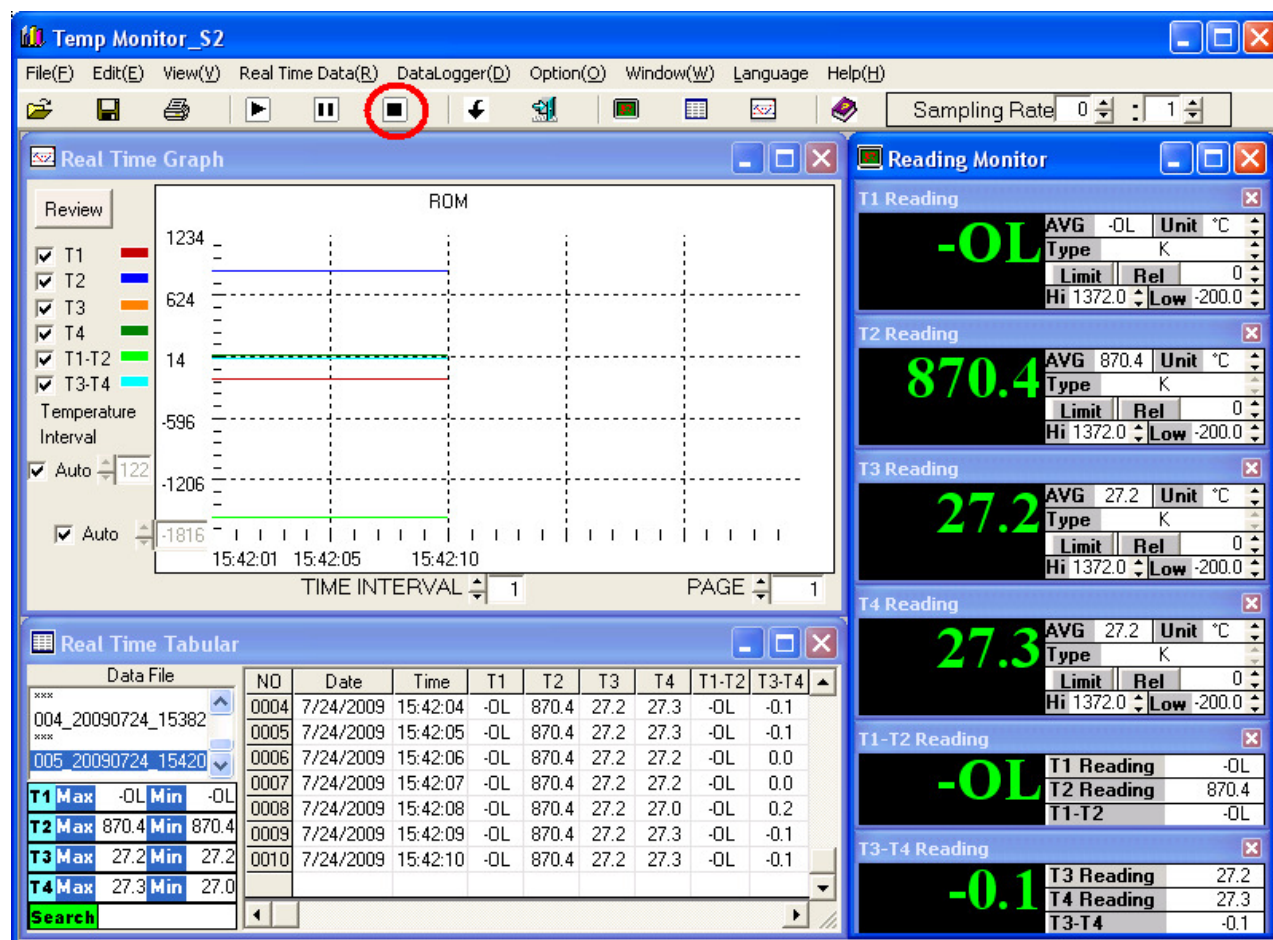 Temp Monitor_S2
File(F) Edit(E) View(V) Real Time Data(R) DataLogger(D) Option(O) Window(W) Language Help(H)
Sampling Rate 0 : 1
Real Time Graph
Review
ROM
T1
T2
T3
T4
T1-T2
T3-T4
Temperature
Interval
Auto 122
Auto -1816
1234
624
14
-596
-1206
15:42:01 15:42:05 15:42:10
TIME INTERVAL 1 PAGE 1
Real Time Tabular
Data File
***
004_20090724_15382
***
005_20090724_15420
T1 Max -OL Min -OL
T2 Max 870.4 Min 870.4
T3 Max 27.2 Min 27.2
T4 Max 27.3 Min 27.0
Search
NO Date Time T1 T2 T3 T4 T1-T2 T3-T4
0004 7/24/2009 15:42:04 -OL 870.4 27.2 27.3 -OL -0.1
0005 7/24/2009 15:42:05 -OL 870.4 27.2 27.3 -OL -0.1
0006 7/24/2009 15:42:06 -OL 870.4 27.2 27.2 -OL 0.0
0007 7/24/2009 15:42:07 -OL 870.4 27.2 27.2 -OL 0.0
0008 7/24/2009 15:42:08 -OL 870.4 27.2 27.0 -OL 0.2
0009 7/24/2009 15:42:09 -OL 870.4 27.2 27.3 -OL -0.1
0010 7/24/2009 15:42:10 -OL 870.4 27.2 27.3 -OL -0.1
Reading Monitor
T1 Reading
-OL
AVG -OL Unit °C
Type K
Limit Rel 0
Hi 1372.0 Low -200.0
T2 Reading
870.4
AVG 870.4 Unit °C
Type K
Limit Rel 0
Hi 1372.0 Low -200.0
T3 Reading
27.2
AVG 27.2 Unit °C
Type K
Limit Rel 0
Hi 1372.0 Low -200.0
T4 Reading
27.3
AVG 27.2 Unit °C
Type K
Limit Rel 0
Hi 1372.0 Low -200.0
T1-T2 Reading
-OL
T1 Reading -OL
T2 Reading 870.4
T1-T2 -OL
T3-T4 Reading
-0.1
T3 Reading 27.2
T4 Reading 27.3
T3-T4 -0.1